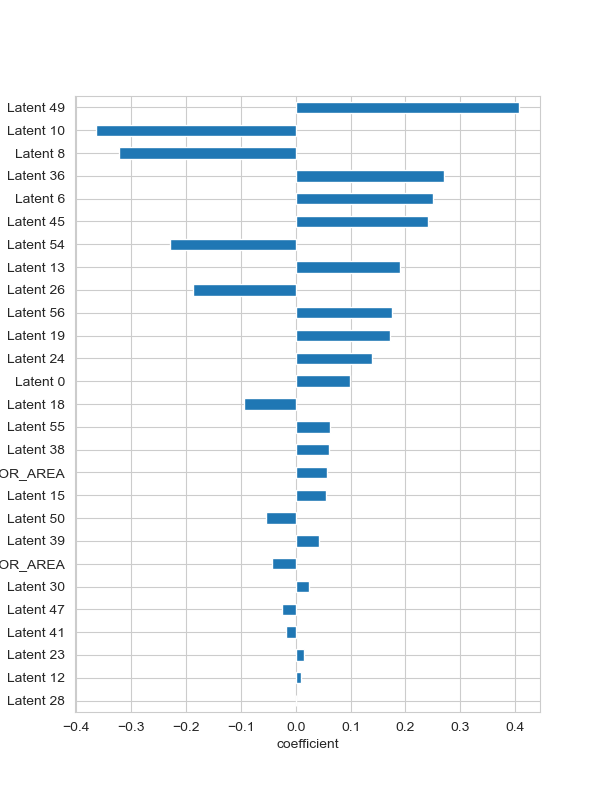 Latent 49
Latent 10
Latent 8
Latent 36
Latent 6
Latent 45
Latent 54
Latent 13
Latent 26
Latent 56
Latent 19
Latent 24
Latent 0
Latent 18
Latent 55
Latent 38
OR_AREA
Latent 15
Latent 50
Latent 39
OR_AREA
Latent 30
Latent 47
Latent 41
Latent 23
Latent 12
Latent 28
−0.4 −0.3 −0.2 −0.1 0.0 0.1 0.2 0.3 0.4
coefficient